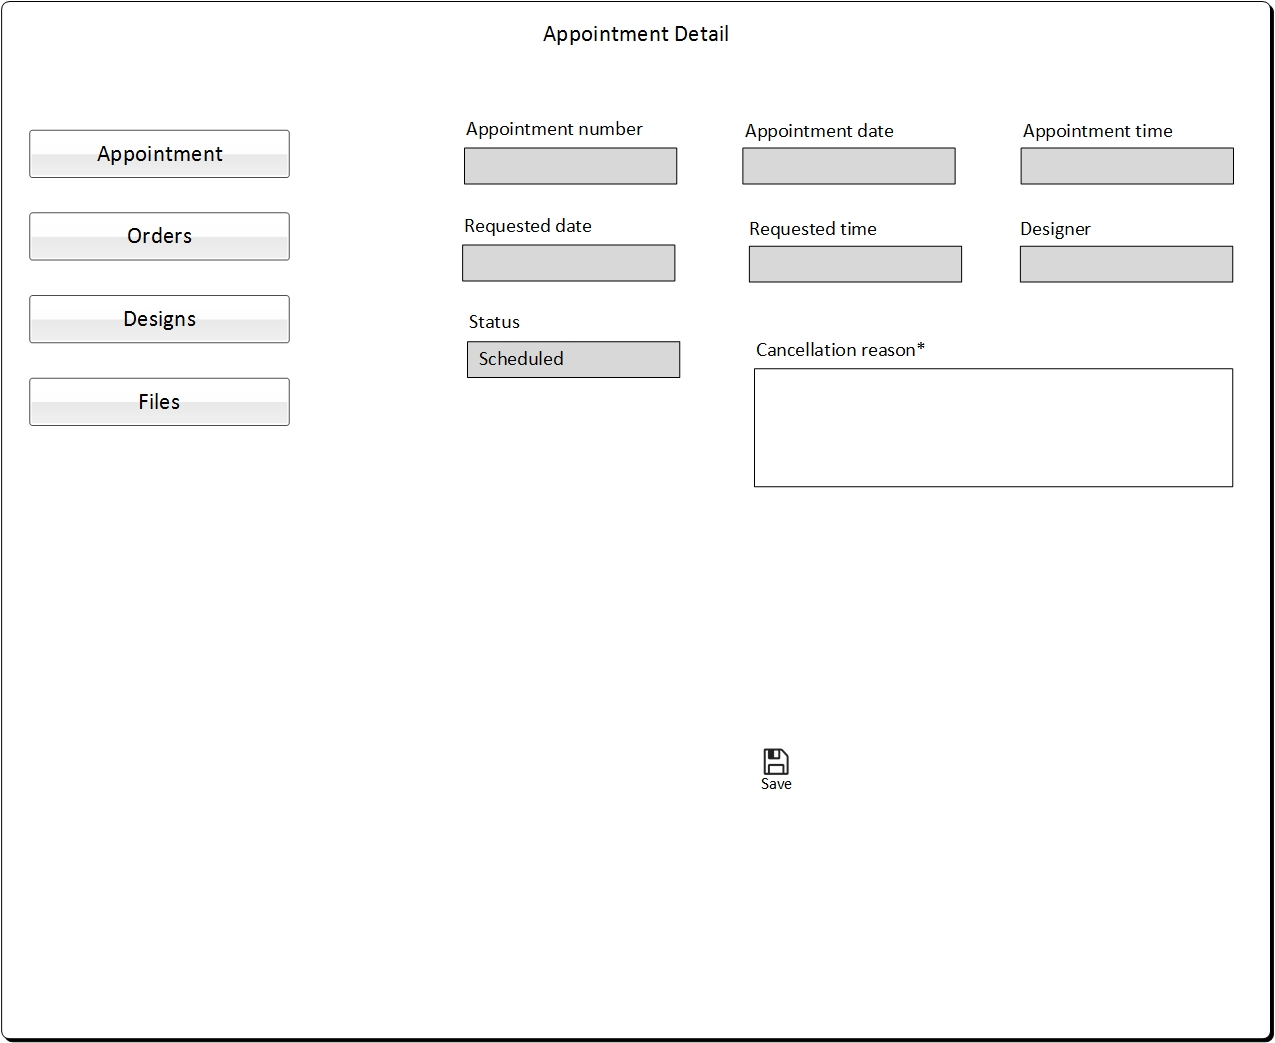 Appointment Detail
Appointment
Orders
Designs
Files
Appointment number
Appointment date
Appointment time
Requested date
Requested time
Designer
Status
Scheduled
Cancellation reason*
Save